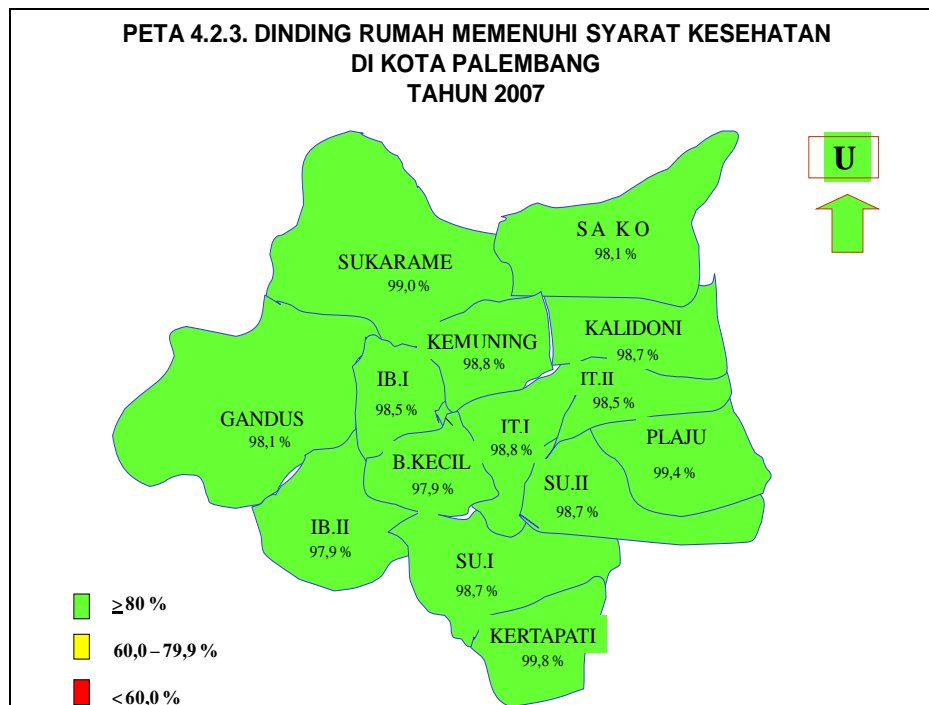 PETA 4.2.3. DINDING RUMAH MEMENUHI SYARAT KESEHATAN
DI KOTA PALEMBANG
TAHUN 2007
U
SA KO
98,1 %
SUKARAME
99,0 %
KALIDONI
98,7 %
KEMUNING
98,8 %
IB.I
98,5 %
IT.II
98,5 %
GANDUS
98,1 %
IT.I
98,8 %
PLAJU
99,4 %
B.KECIL
97,9 %
SU.II
98,7 %
IB.II
97,9 %
SU.I
98,7 %
KERTAPATI
99,8 %
≥80 %
60,0 – 79,9 %
< 60,0 %